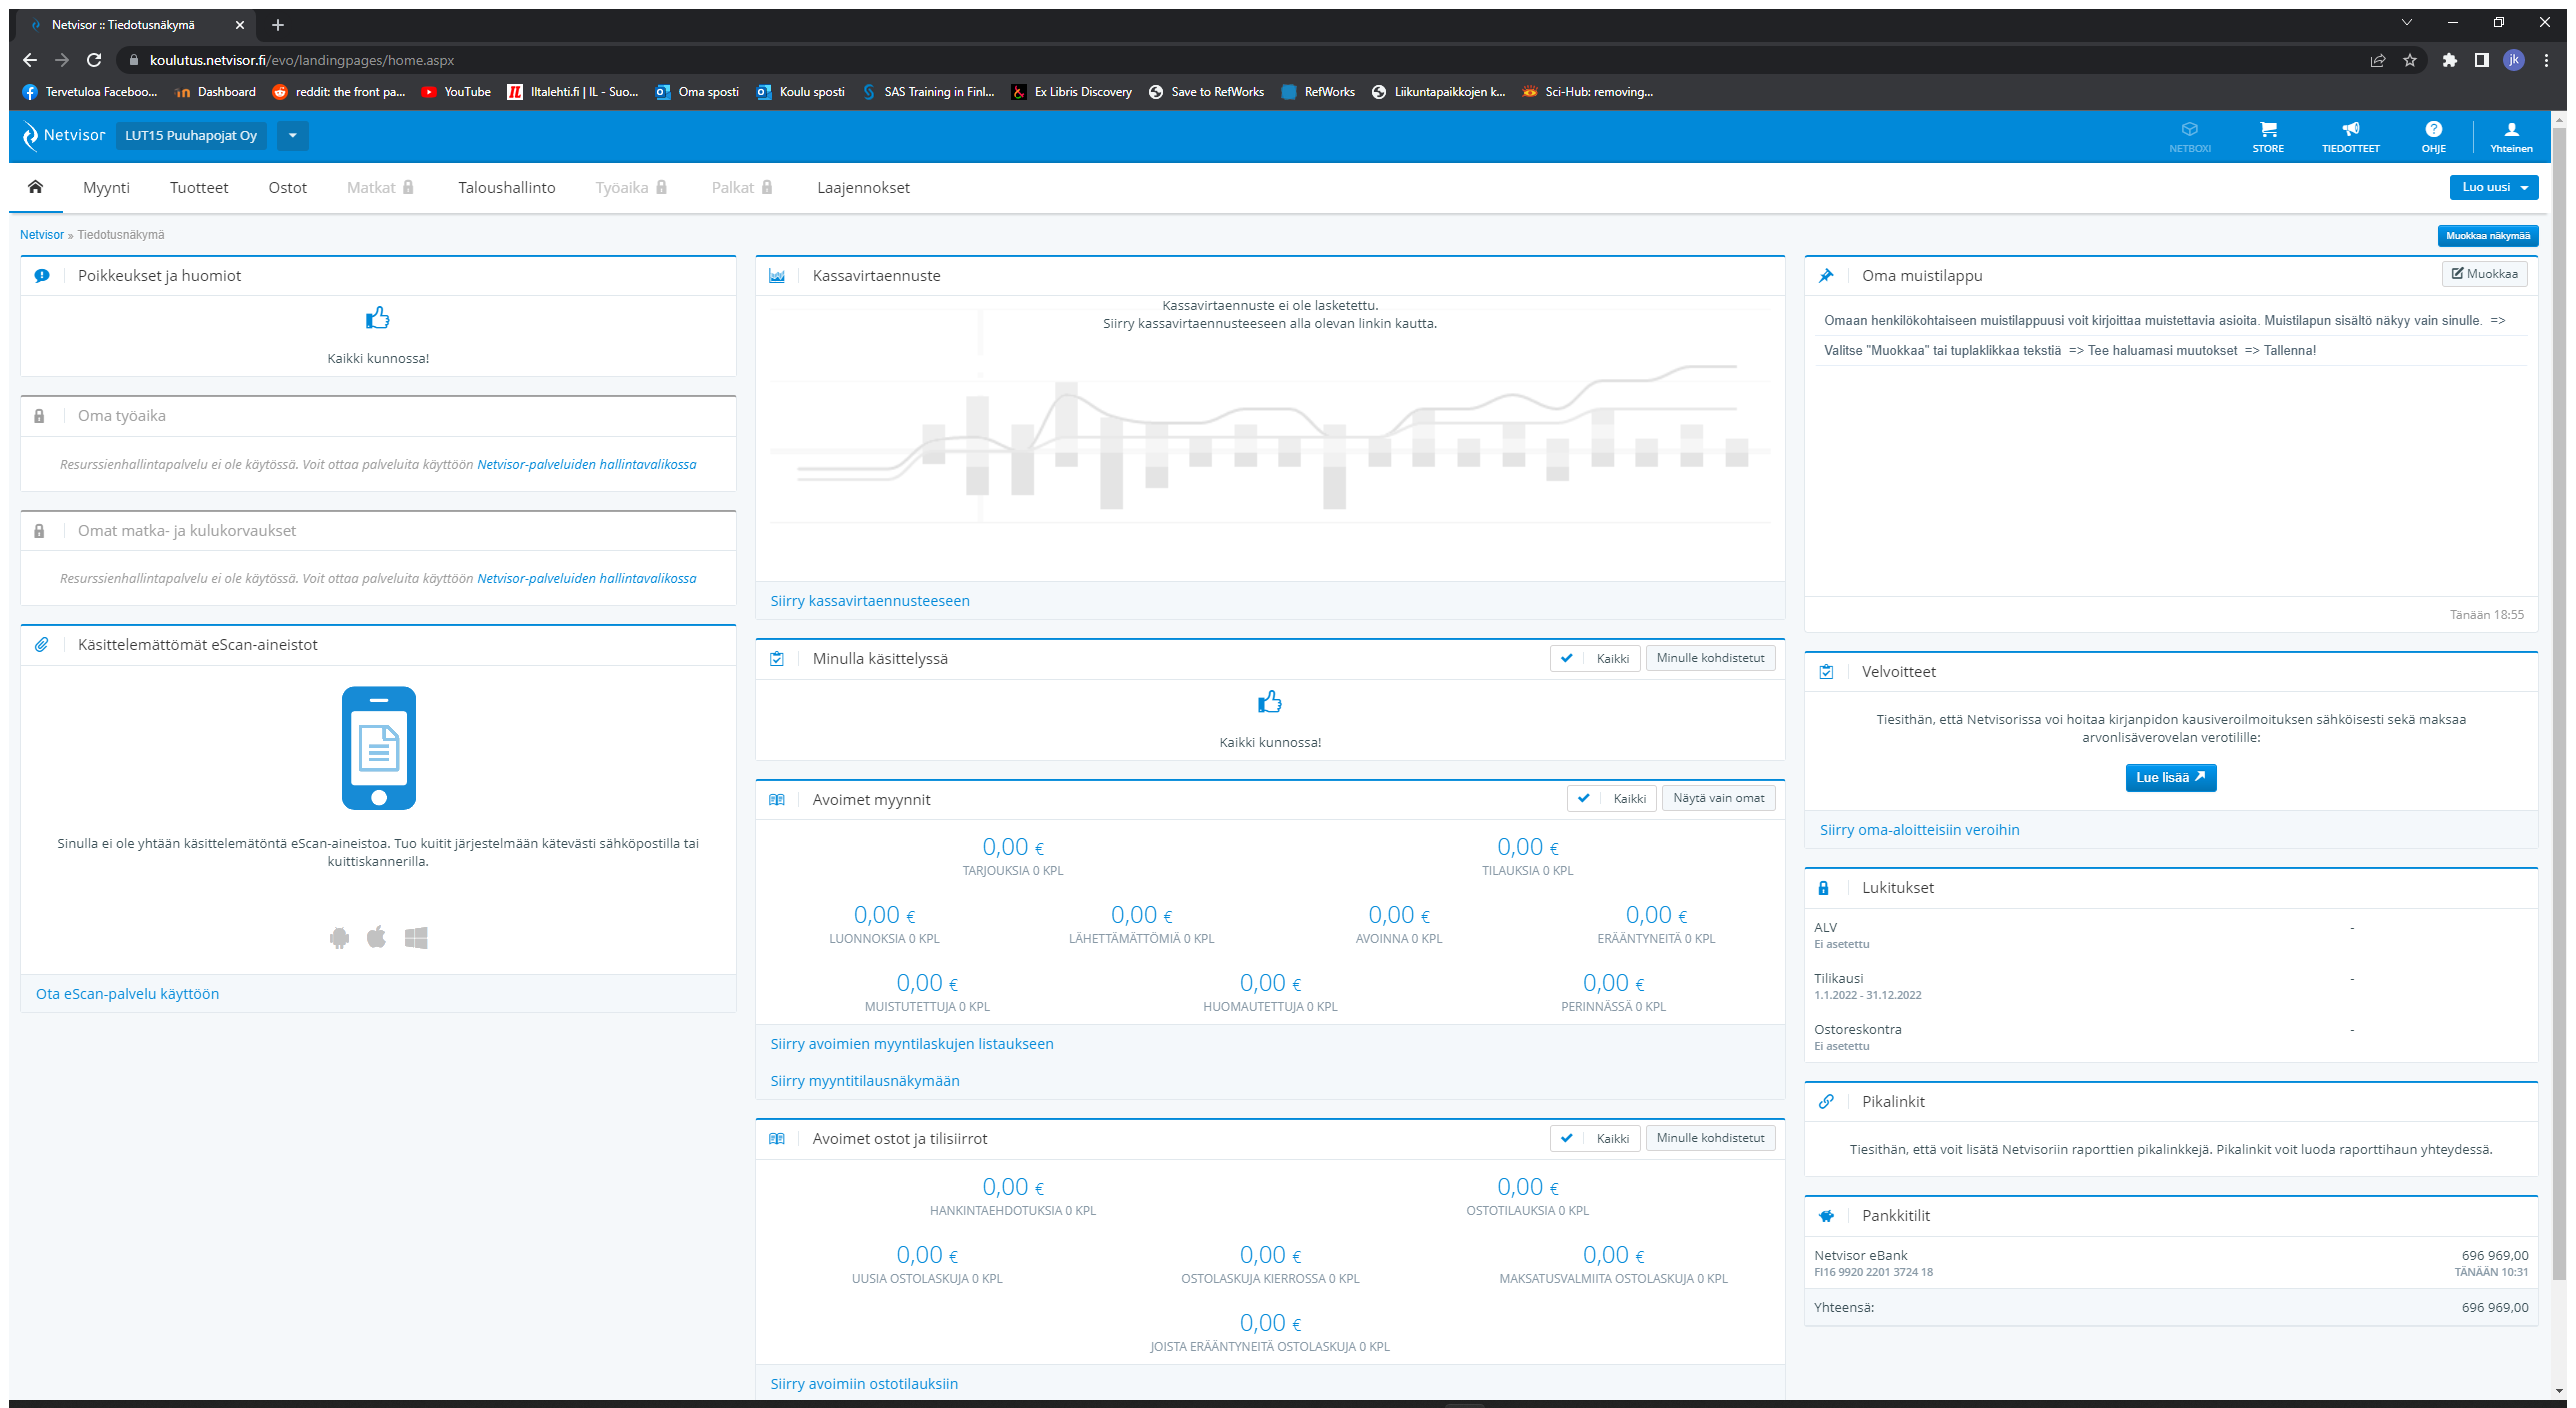 Netvisor :: Tiedotusnäkymä
koulutus.netvisor.fi/evo/landingpages/home.aspx
jk
Tervetuloa Faceboo... Dashboard reddit: the front pa... YouTube Iltalehti.fi | IL - Suo... Oma sposti Koulu sposti SAS Training in Finl... Ex Libris Discovery Save to RefWorks RefWorks Liikuntapaikkojen k... Sci-Hub: removing...
Netvisor LUT15 Puuhapojat Oy NETBOXI STORE TIEDOTTEET OHJE Yhteinen
Myynti Tuotteet Ostot Matkat Taloushallinto Työaika Palkat Laajennokset Luo uusi
Netvisor » Tiedotusnäkymä Muokkaa näkymää
Poikkeukset ja huomiot
Kaikki kunnossa!
Oma työaika
Resurssienhallintapalvelu ei ole käytössä. Voit ottaa palveluita käyttöön Netvisor-palveluiden hallintavalikossa
Omat matka- ja kulukorvaukset
Resurssienhallintapalvelu ei ole käytössä. Voit ottaa palveluita käyttöön Netvisor-palveluiden hallintavalikossa
Käsittelemättömät eScan-aineistot
Sinulla ei ole yhtään käsittelemätöntä eScan-aineistoa. Tuo kuitit järjestelmään kätevästi sähköpostilla tai
kuittiskannerilla.
Ota eScan-palvelu käyttöön
Kassavirtaennuste
Kassavirtaennuste ei ole lasketettu.
Siirry kassavirtaennusteeseen alla olevan linkin kautta.
Siirry kassavirtaennusteeseen
Minulla käsittelyssä Kaikki Minulle kohdistetut
Kaikki kunnossa!
Avoimet myynnit Kaikki Näytä vain omat
0,00 € 0,00 €
TARJOUKSIA 0 KPL TILAUKSIA 0 KPL
0,00 € 0,00 € 0,00 € 0,00 €
LUONNOKSIA 0 KPL LÄHETTÄMÄTTÖMIÄ 0 KPL AVOINNA 0 KPL ERÄÄNTYNEITÄ 0 KPL
0,00 € 0,00 € 0,00 €
MUISTUTETTUJA 0 KPL HUOMAUTETTUJA 0 KPL PERINNÄSSÄ 0 KPL
Siirry avoimien myyntilaskujen listaukseen
Siirry myyntitilausnäkymään
Avoimet ostot ja tilisiirrot Kaikki Minulle kohdistetut
0,00 € 0,00 €
HANKINTAEHDOTUKSIA 0 KPL OSTOTILAUKSIA 0 KPL
0,00 € 0,00 € 0,00 €
UUSIA OSTOLASKUJA 0 KPL OSTOLASKUJA KIERROSSA 0 KPL MAKSATUSVALMIITA OSTOLASKUJA 0 KPL
0,00 €
JOISTA ERÄÄNTYNEITÄ OSTOLASKUJA 0 KPL
Siirry avoimiin ostotilauksiin
Oma muistilappu Muokkaa
Omaan henkilökohtaiseen muistilappuusi voit kirjoittaa muistettavia asioita. Muistilapun sisältö näkyy vain sinulle. =>
Valitse "Muokkaa" tai tuplaklikkaa tekstiä => Tee haluamasi muutokset => Tallenna!
Tänään 18:55
Velvoitteet
Tiesithän, että Netvisorissa voi hoitaa kirjanpidon kausiveroilmoituksen sähköisesti sekä maksaa
arvonlisäverovelan verotilille:
Lue lisää
Siirry oma-aloitteisiin veroihin
Lukitukset
ALV -
Ei asetettu
Tilikausi -
1.1.2022 - 31.12.2022
Ostoreskontra -
Ei asetettu
Pikalinkit
Tiesithän, että voit lisätä Netvisoriin raporttien pikalinkkejä. Pikalinkit voit luoda raporttihaun yhteydessä.
Pankkitilit
Netvisor eBank 696 969,00
FI16 9920 2201 3724 18 TÄNÄÄN 10:31
Yhteensä: 696 969,00